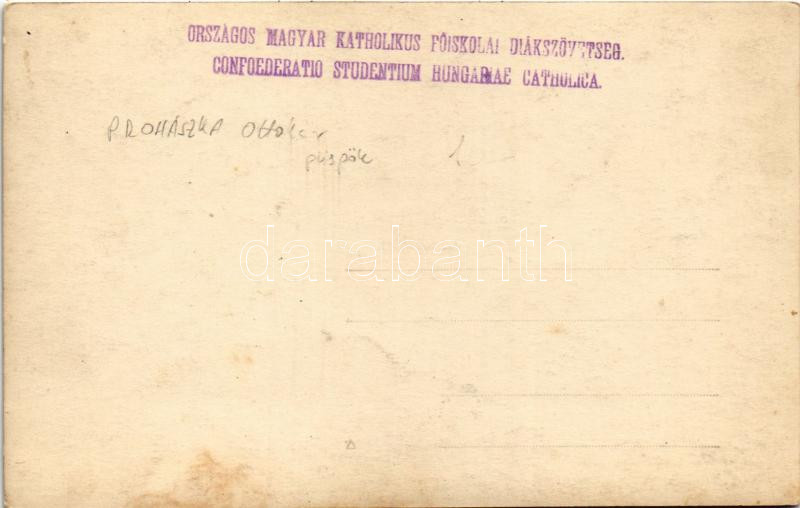 ORSZÁGOS MAGYAR KATHOLIKUS FŐISKOLAI DIÁKSZÖVETSÉG.
CONFOEDERATIO STUDENTIUM HUNGARIAE CATHOLICA.
PROHÁSZKA Ottokár
püspök
darabanth